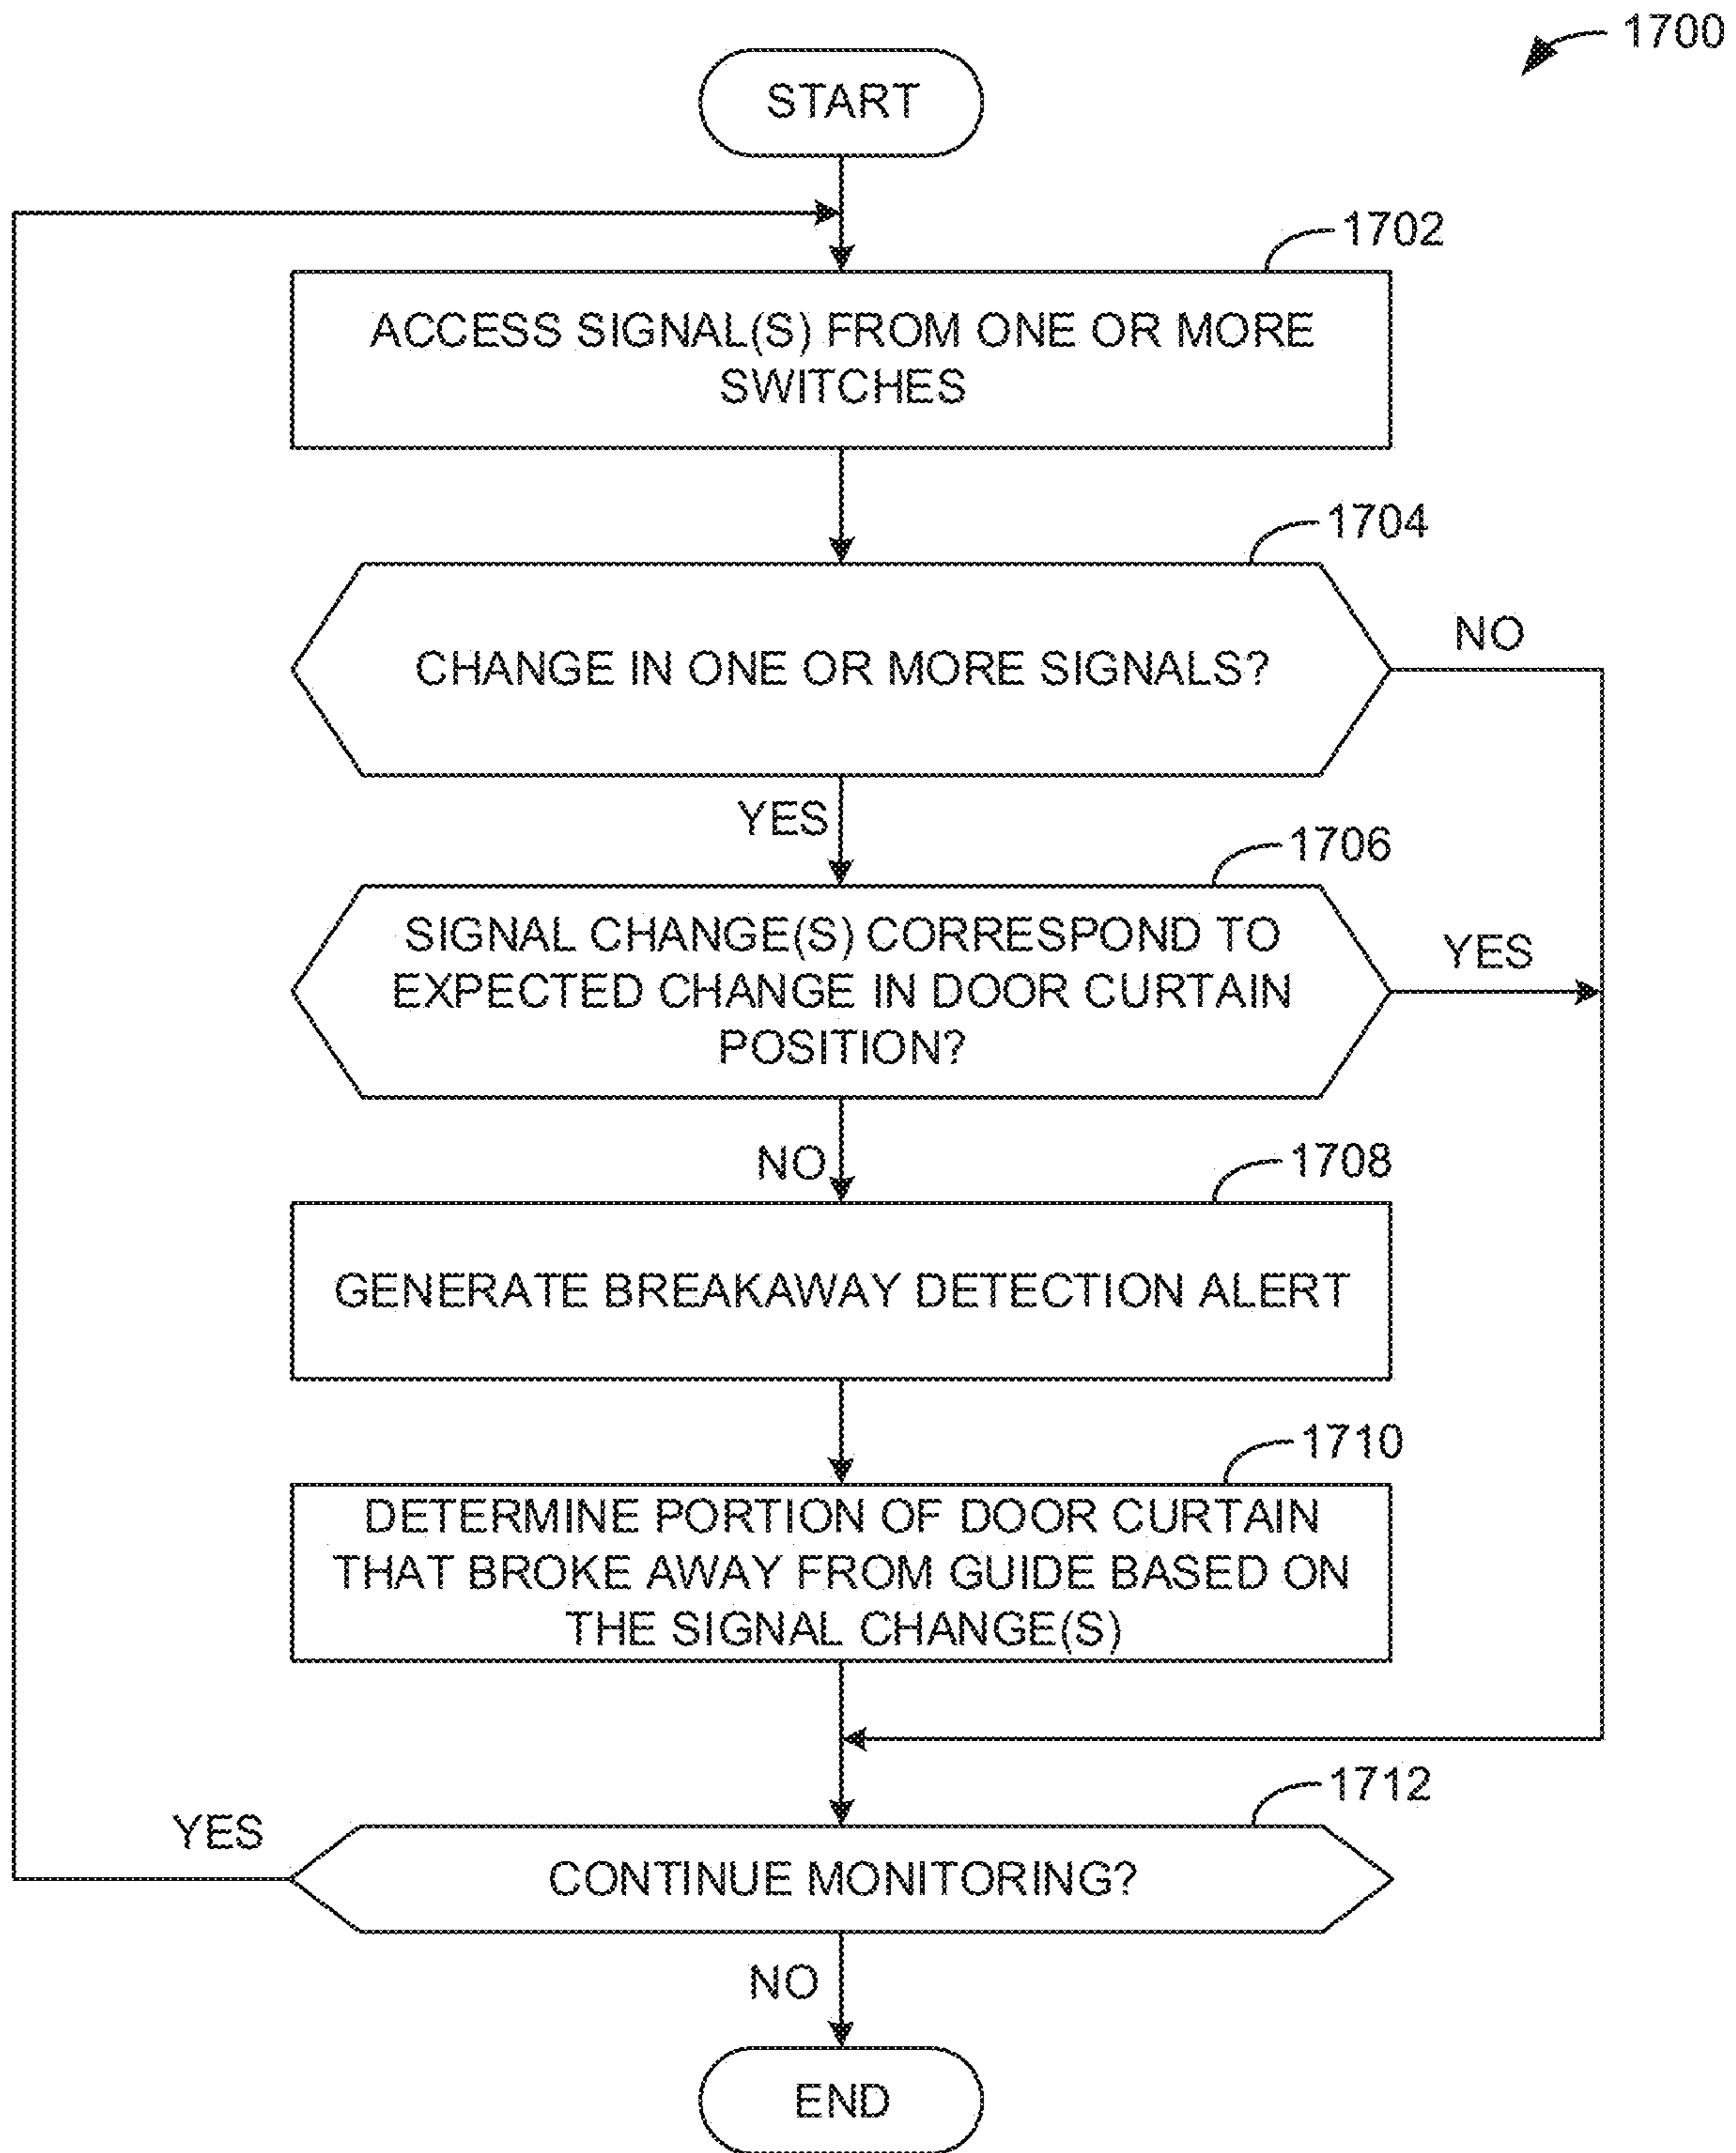 1700
START
1702
ACCESS SIGNAL(S) FROM ONE OR MORE
SWITCHES
1704
CHANGE IN ONE OR MORE SIGNALS?
NO
YES
1706
SIGNAL CHANGE(S) CORRESPOND TO
EXPECTED CHANGE IN DOOR CURTAIN
POSITION?
YES
NO
1708
GENERATE BREAKAWAY DETECTION ALERT
1710
DETERMINE PORTION OF DOOR CURTAIN
THAT BROKE AWAY FROM GUIDE BASED ON
THE SIGNAL CHANGE(S)
1712
YES
CONTINUE MONITORING?
NO
END